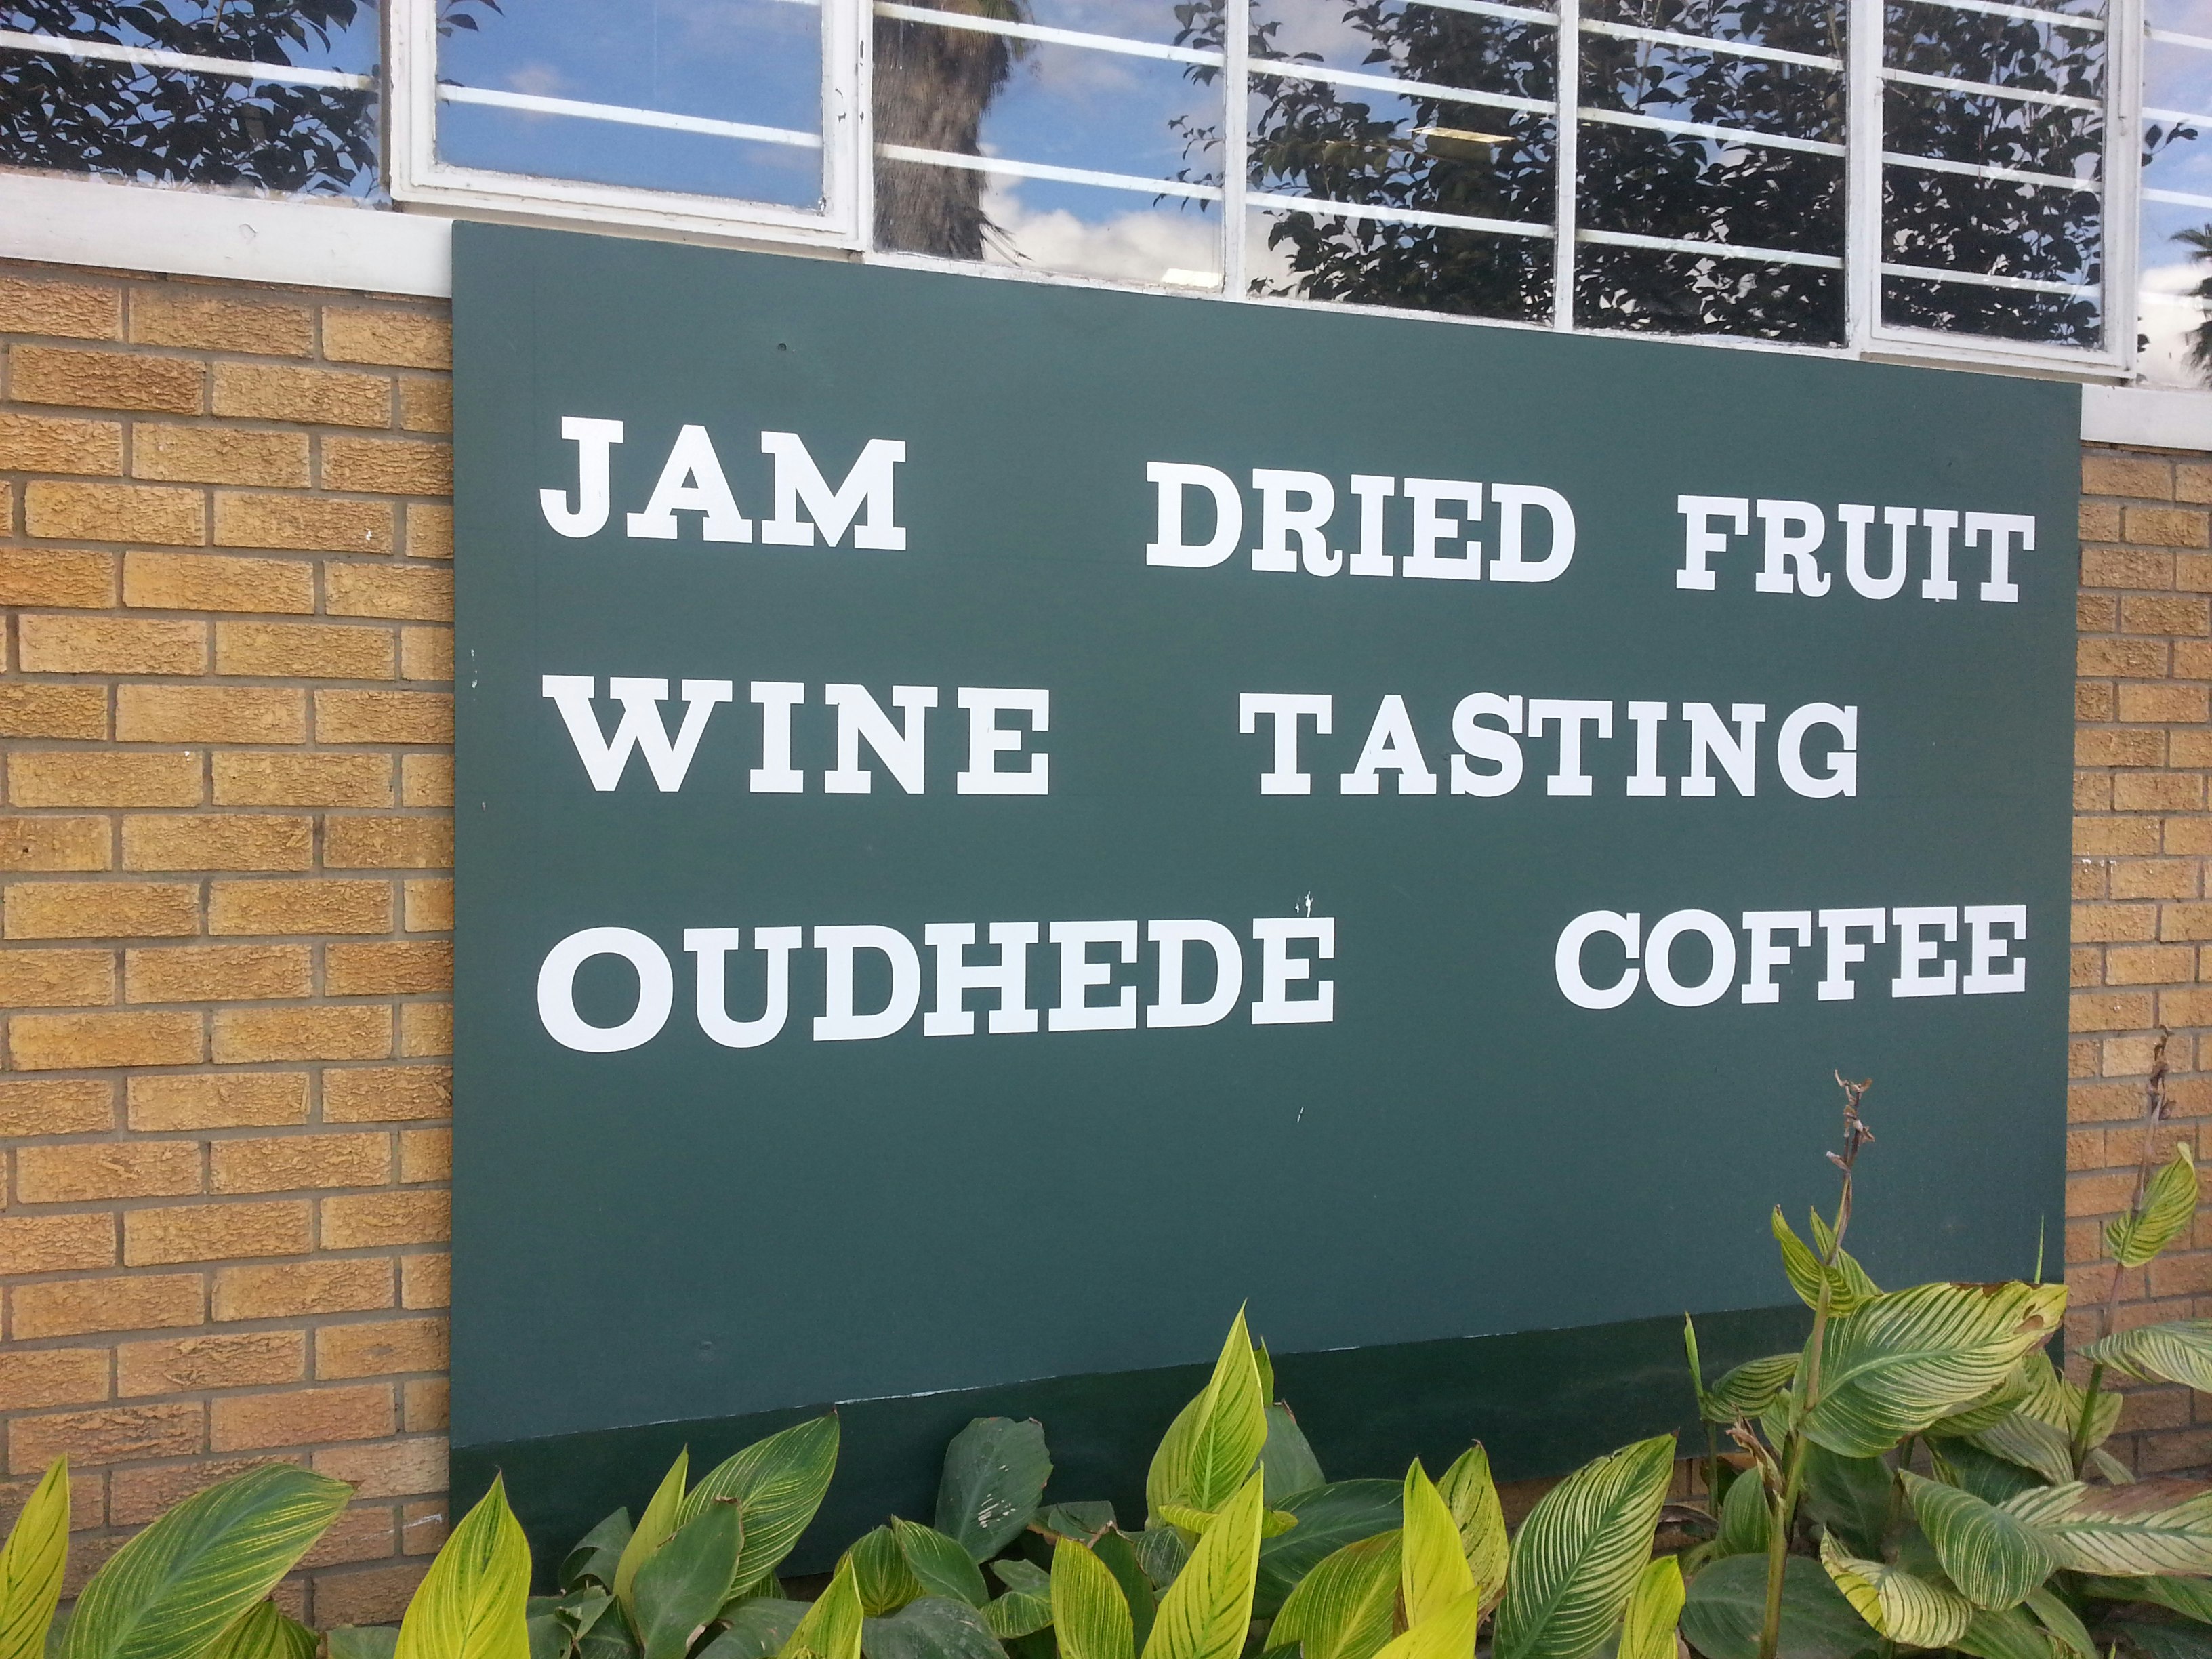 JAM DRIED FRUIT
WINE TASTING
OUDHEDE COFFEE